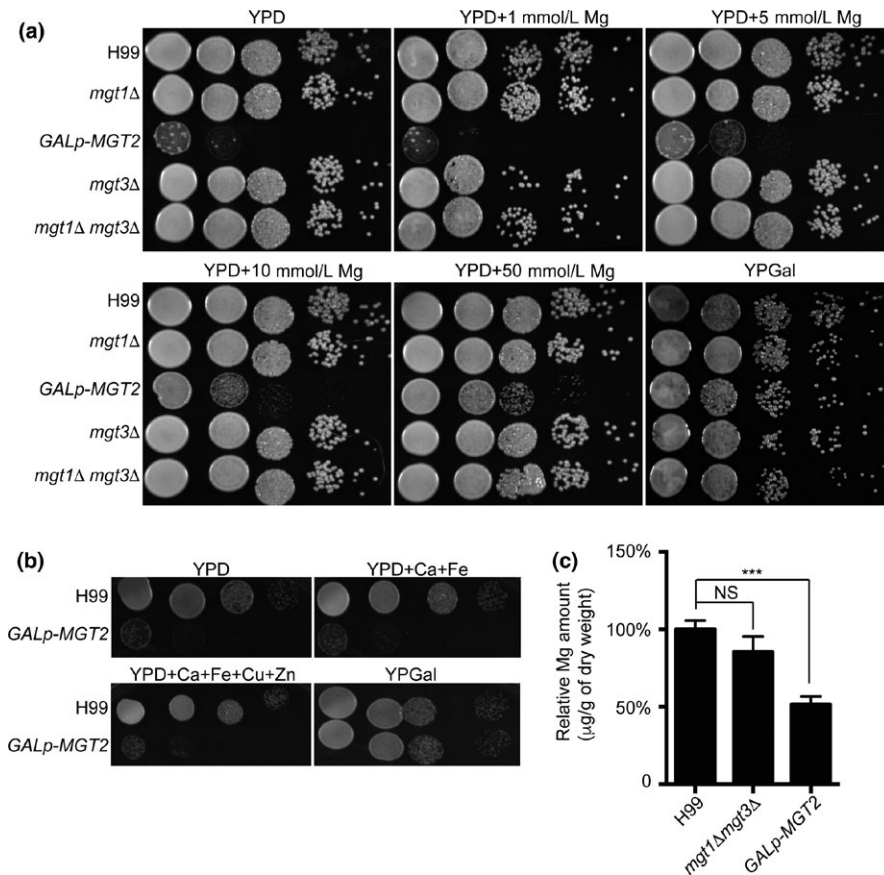 (a)
YPD
YPD+1 mmol/L Mg
YPD+5 mmol/L Mg
H99
mgt1Δ
GALp-MGT2
mgt3Δ
mgt1Δ mgt3Δ
YPD+10 mmol/L Mg
YPD+50 mmol/L Mg
YPGal
H99
mgt1Δ
GALp-MGT2
mgt3Δ
mgt1Δ mgt3Δ
(b)
YPD
YPD+Ca+Fe
H99
GALp-MGT2
YPD+Ca+Fe+Cu+Zn
YPGal
H99
GALp-MGT2
(c)
Relative Mg amount
(µg/g of dry weight)
150%
100%
50%
0
***
NS
H99
mgt1Δmgt3Δ
GALp-MGT2